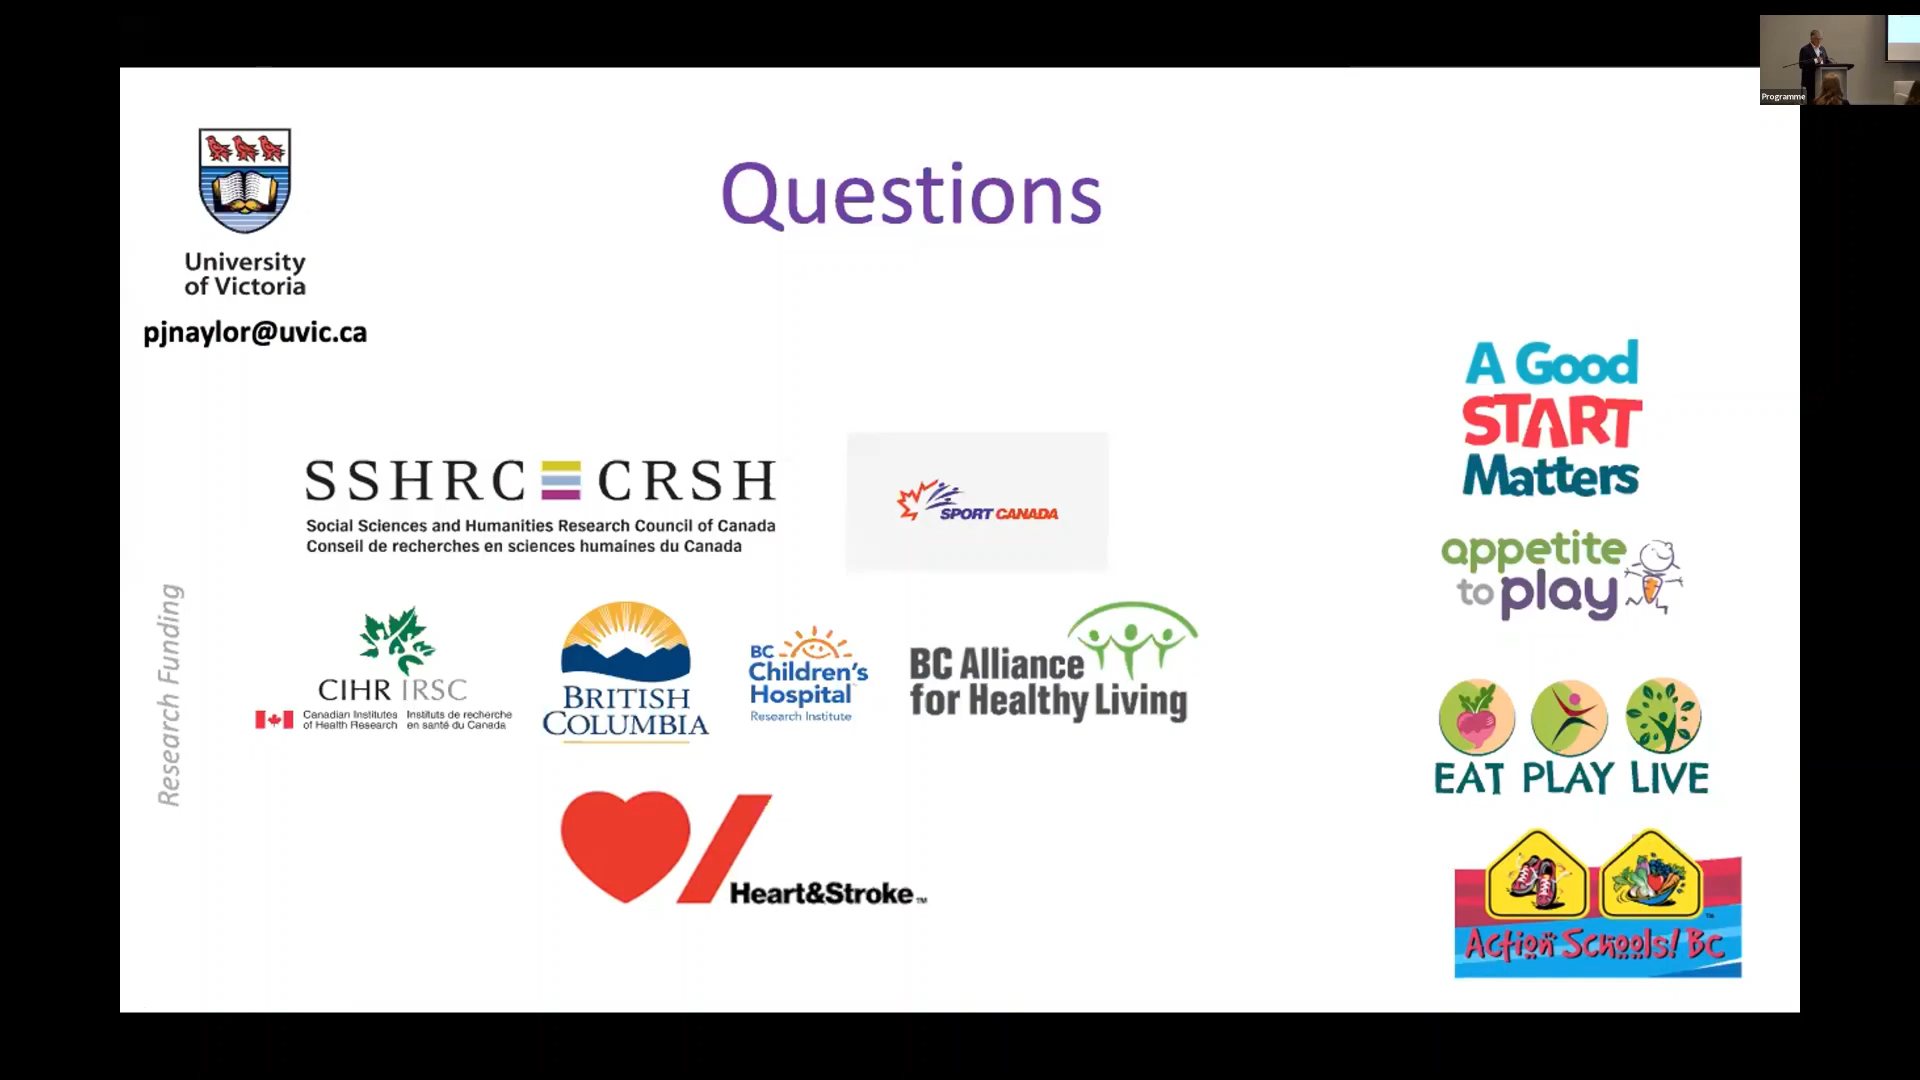 Programme
Questions
University
of Victoria
pjnaylor@uvic.ca
A Good
START
Matters
SSHRC CRSH
Social Sciences and Humanities Research Council of Canada
Conseil de recherches en sciences humaines du Canada
SPORT CANADA
appetite
to play
Research Funding
CIHR IRSC
Canadian Institutes of Health Research
Instituts de recherche en santé du Canada
BRITISH
COLUMBIA
BC
Children's
Hospital
Research Institute
BC Alliance
for Healthy Living
EAT PLAY LIVE
Heart&Stroke™
Action Schools! BC
™